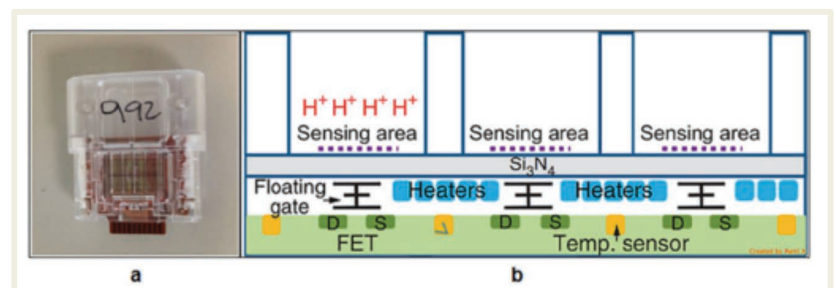 992
H⁺ H⁺ H⁺ H⁺
Sensing area Sensing area Sensing area
Si₃N₄
Floating gate Heaters Heaters
D S D S D S
FET Temp. sensor
a b